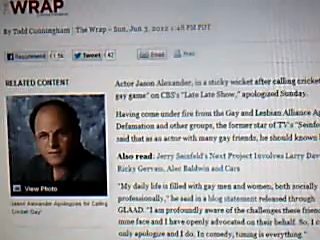 THE WRAP
By Todd Cunningham | The Wrap – Sun, Jun 3, 2012 1:48 PM PDT
Recommend
Tweet
Email
Print
RELATED CONTENT
View Photo
Jason Alexander Apologizes for Calling Cricket 'Gay'
Actor Jason Alexander, in a sticky wicket after calling cricket
gay game" on CBS's "Late Late Show," apologized Sunday.
Having come under fire from the Gay and Lesbian Alliance Ag
Defamation and other groups, the former star of TV's "Seinf
said that as an actor with many gay friends, he should known
Also read: Jerry Seinfeld's Next Project Involves Larry Dav
Ricky Gervais, Alec Baldwin and Cars
"My daily life is filled with gay men and women, both socially
professionally," he said in a blog statement released through
GLAAD. "I am profoundly aware of the challenges these friend
mine face and I have openly advocated on their behalf. So, I c
only apologize and I do. In comedy, timing is everything."